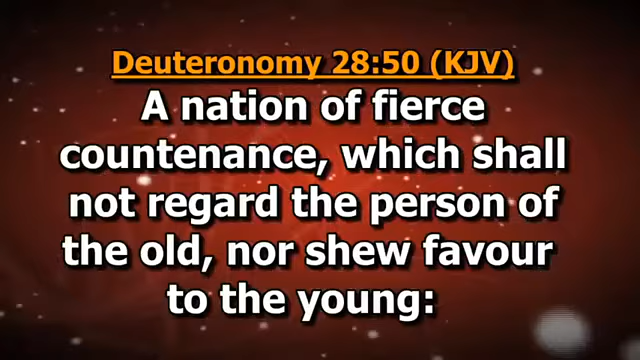 Deuteronomy 28:50 (KJV)
A nation of fierce
countenance, which shall
not regard the person of
the old, nor shew favour
to the young: